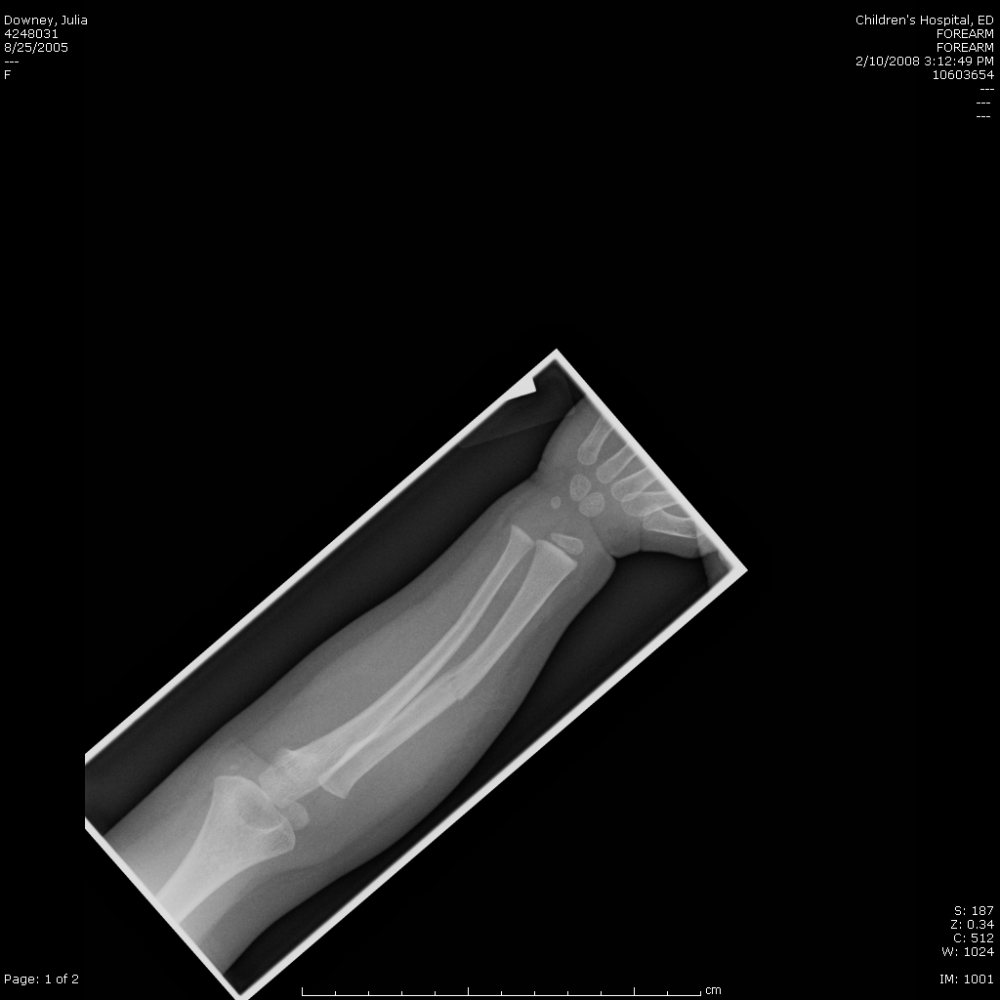 Downey, Julia
4248031
8/25/2005
---
F
Children's Hospital, ED
FOREARM
FOREARM
2/10/2008 3:12:49 PM
10603654
---
---
---
S: 187
Z: 0.34
C: 512
W: 1024
Page: 1 of 2
IM: 1001
cm